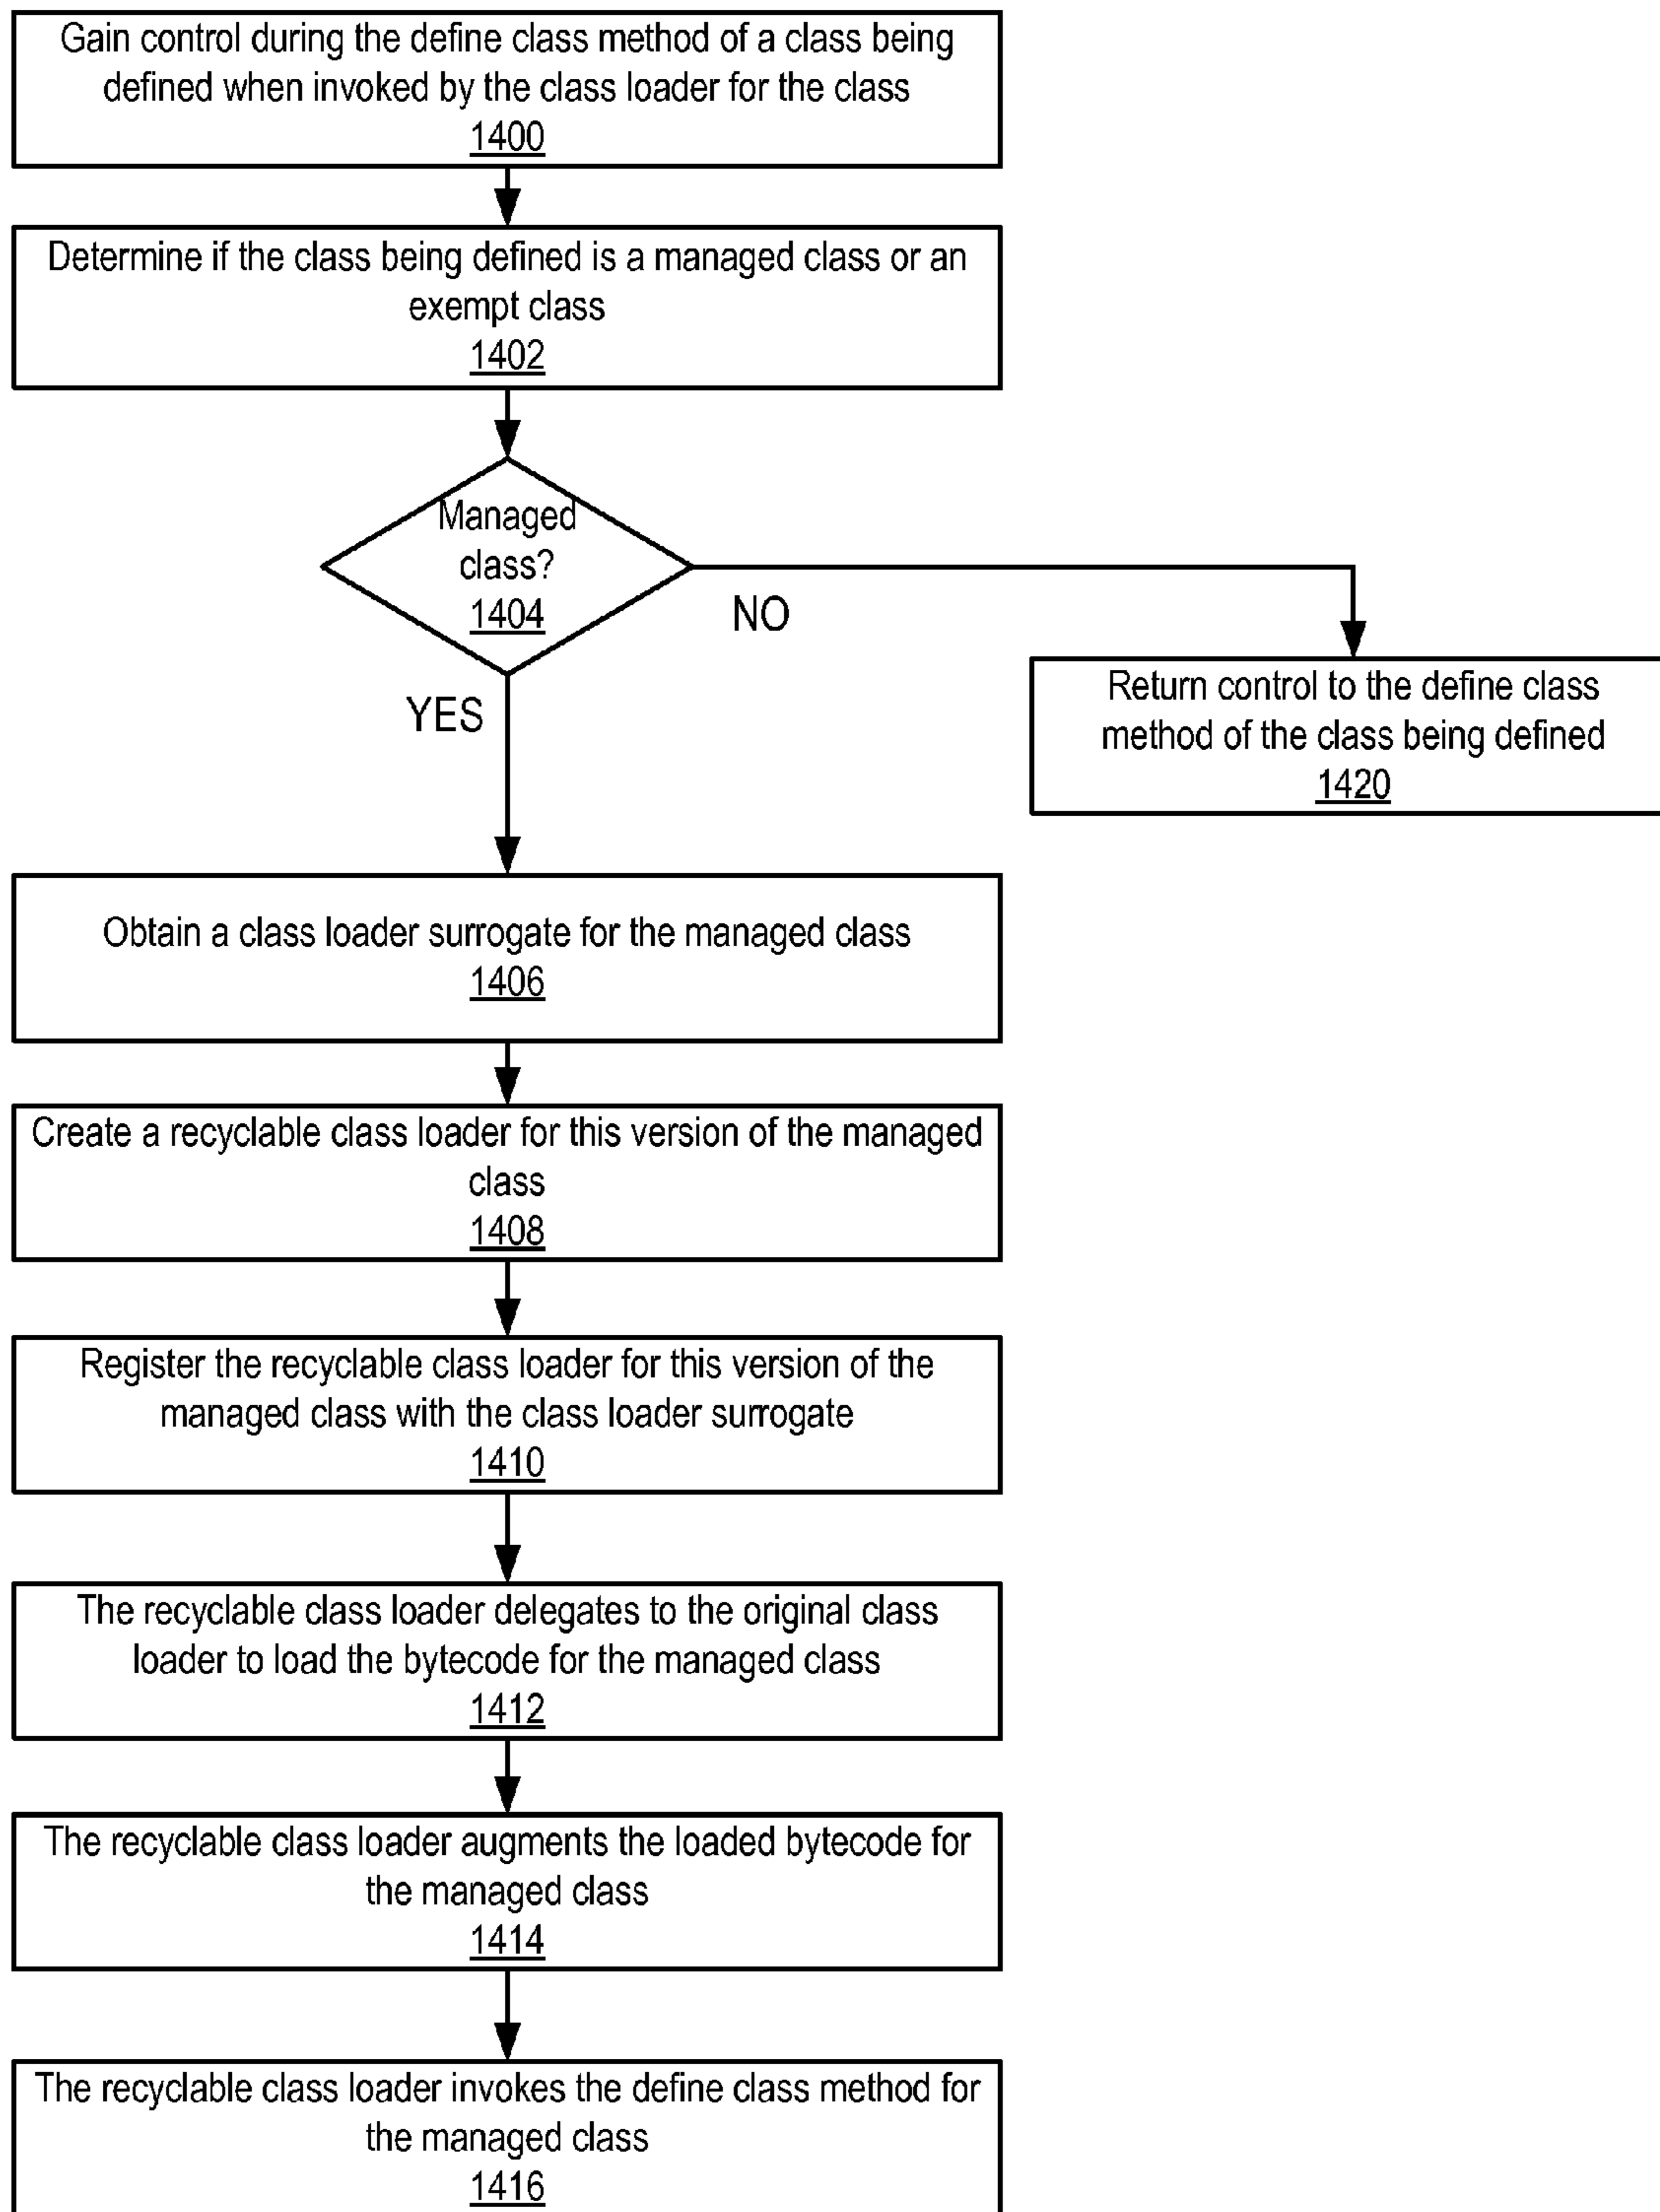 Gain control during the define class method of a class being
defined when invoked by the class loader for the class
1400
Determine if the class being defined is a managed class or an
exempt class
1402
Managed
class?
1404
NO
YES
Return control to the define class
method of the class being defined
1420
Obtain a class loader surrogate for the managed class
1406
Create a recyclable class loader for this version of the managed
class
1408
Register the recyclable class loader for this version of the
managed class with the class loader surrogate
1410
The recyclable class loader delegates to the original class
loader to load the bytecode for the managed class
1412
The recyclable class loader augments the loaded bytecode for
the managed class
1414
The recyclable class loader invokes the define class method for
the managed class
1416